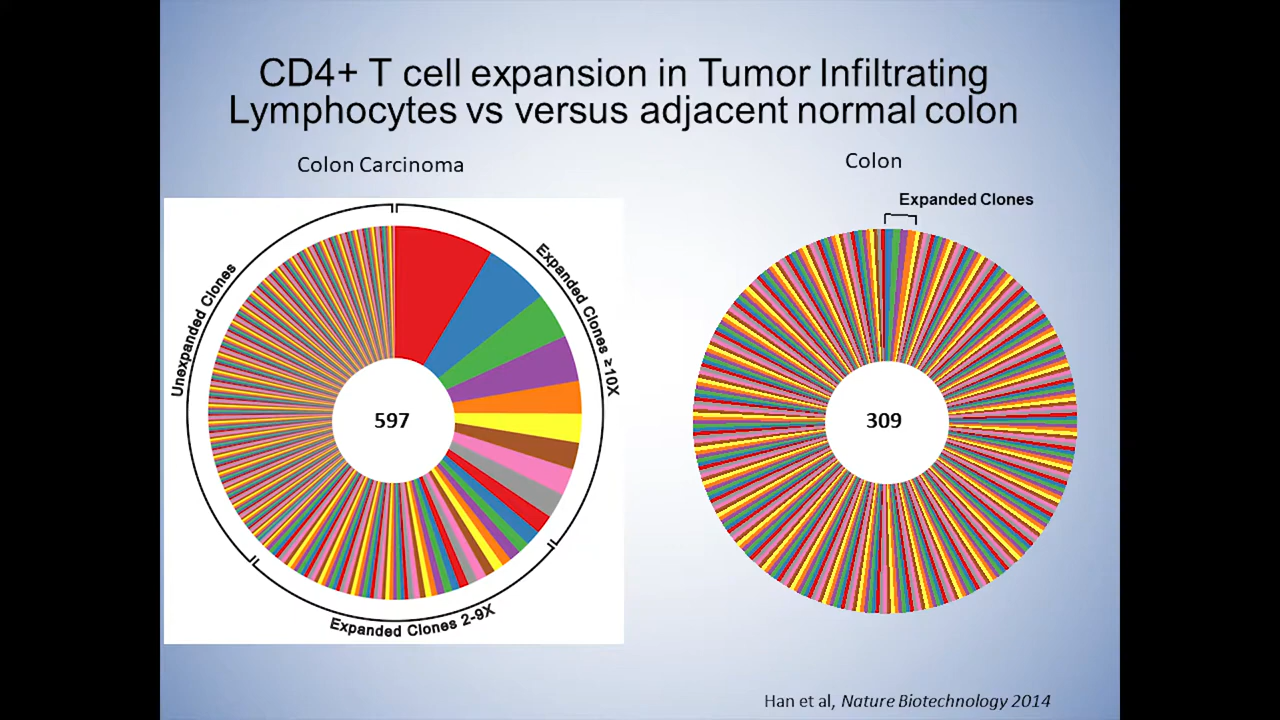 CD4+ T cell expansion in Tumor Infiltrating
Lymphocytes vs versus adjacent normal colon
Colon Carcinoma
Colon
Expanded Clones
Unexpanded Clones
Expanded Clones ≥10X
597
309
Expanded Clones 2-9X
Han et al, Nature Biotechnology 2014